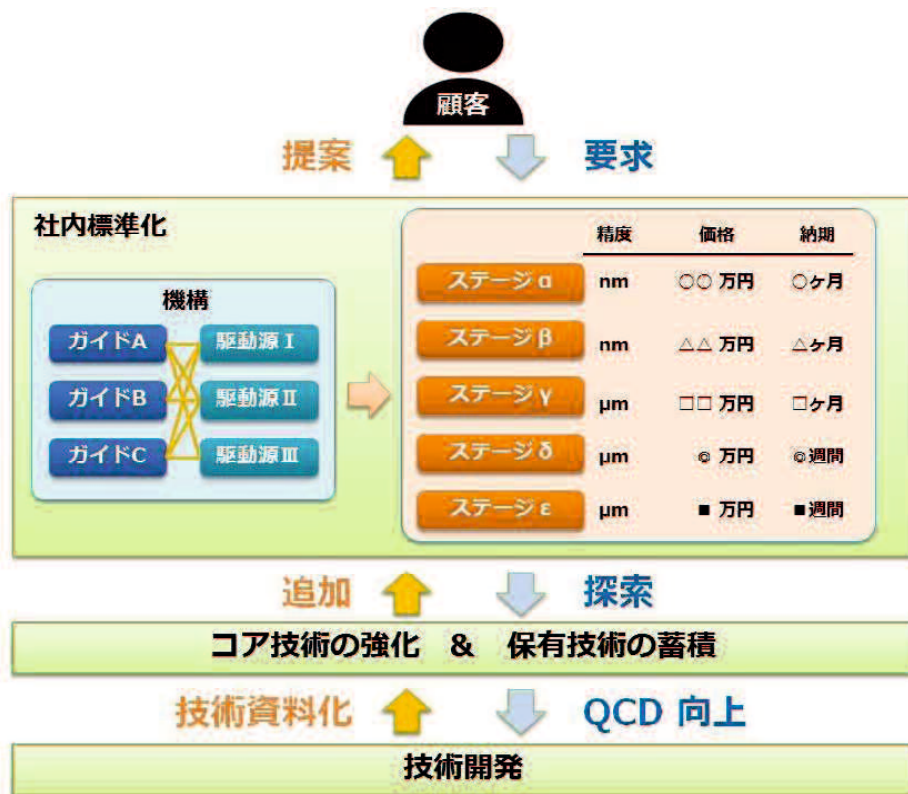 顧客
提案 要求
社内標準化
精度 価格 納期
機構
ガイドA 駆動源Ⅰ
ガイドB 駆動源Ⅱ
ガイドC 駆動源Ⅲ
ステージα nm ○○ 万円 ○ヶ月
ステージβ nm △△ 万円 △ヶ月
ステージγ μm □□ 万円 □ヶ月
ステージδ μm ◎ 万円 ◎週間
ステージε μm ■ 万円 ■週間
追加 探索
コア技術の強化 & 保有技術の蓄積
技術資料化 QCD 向上
技術開発